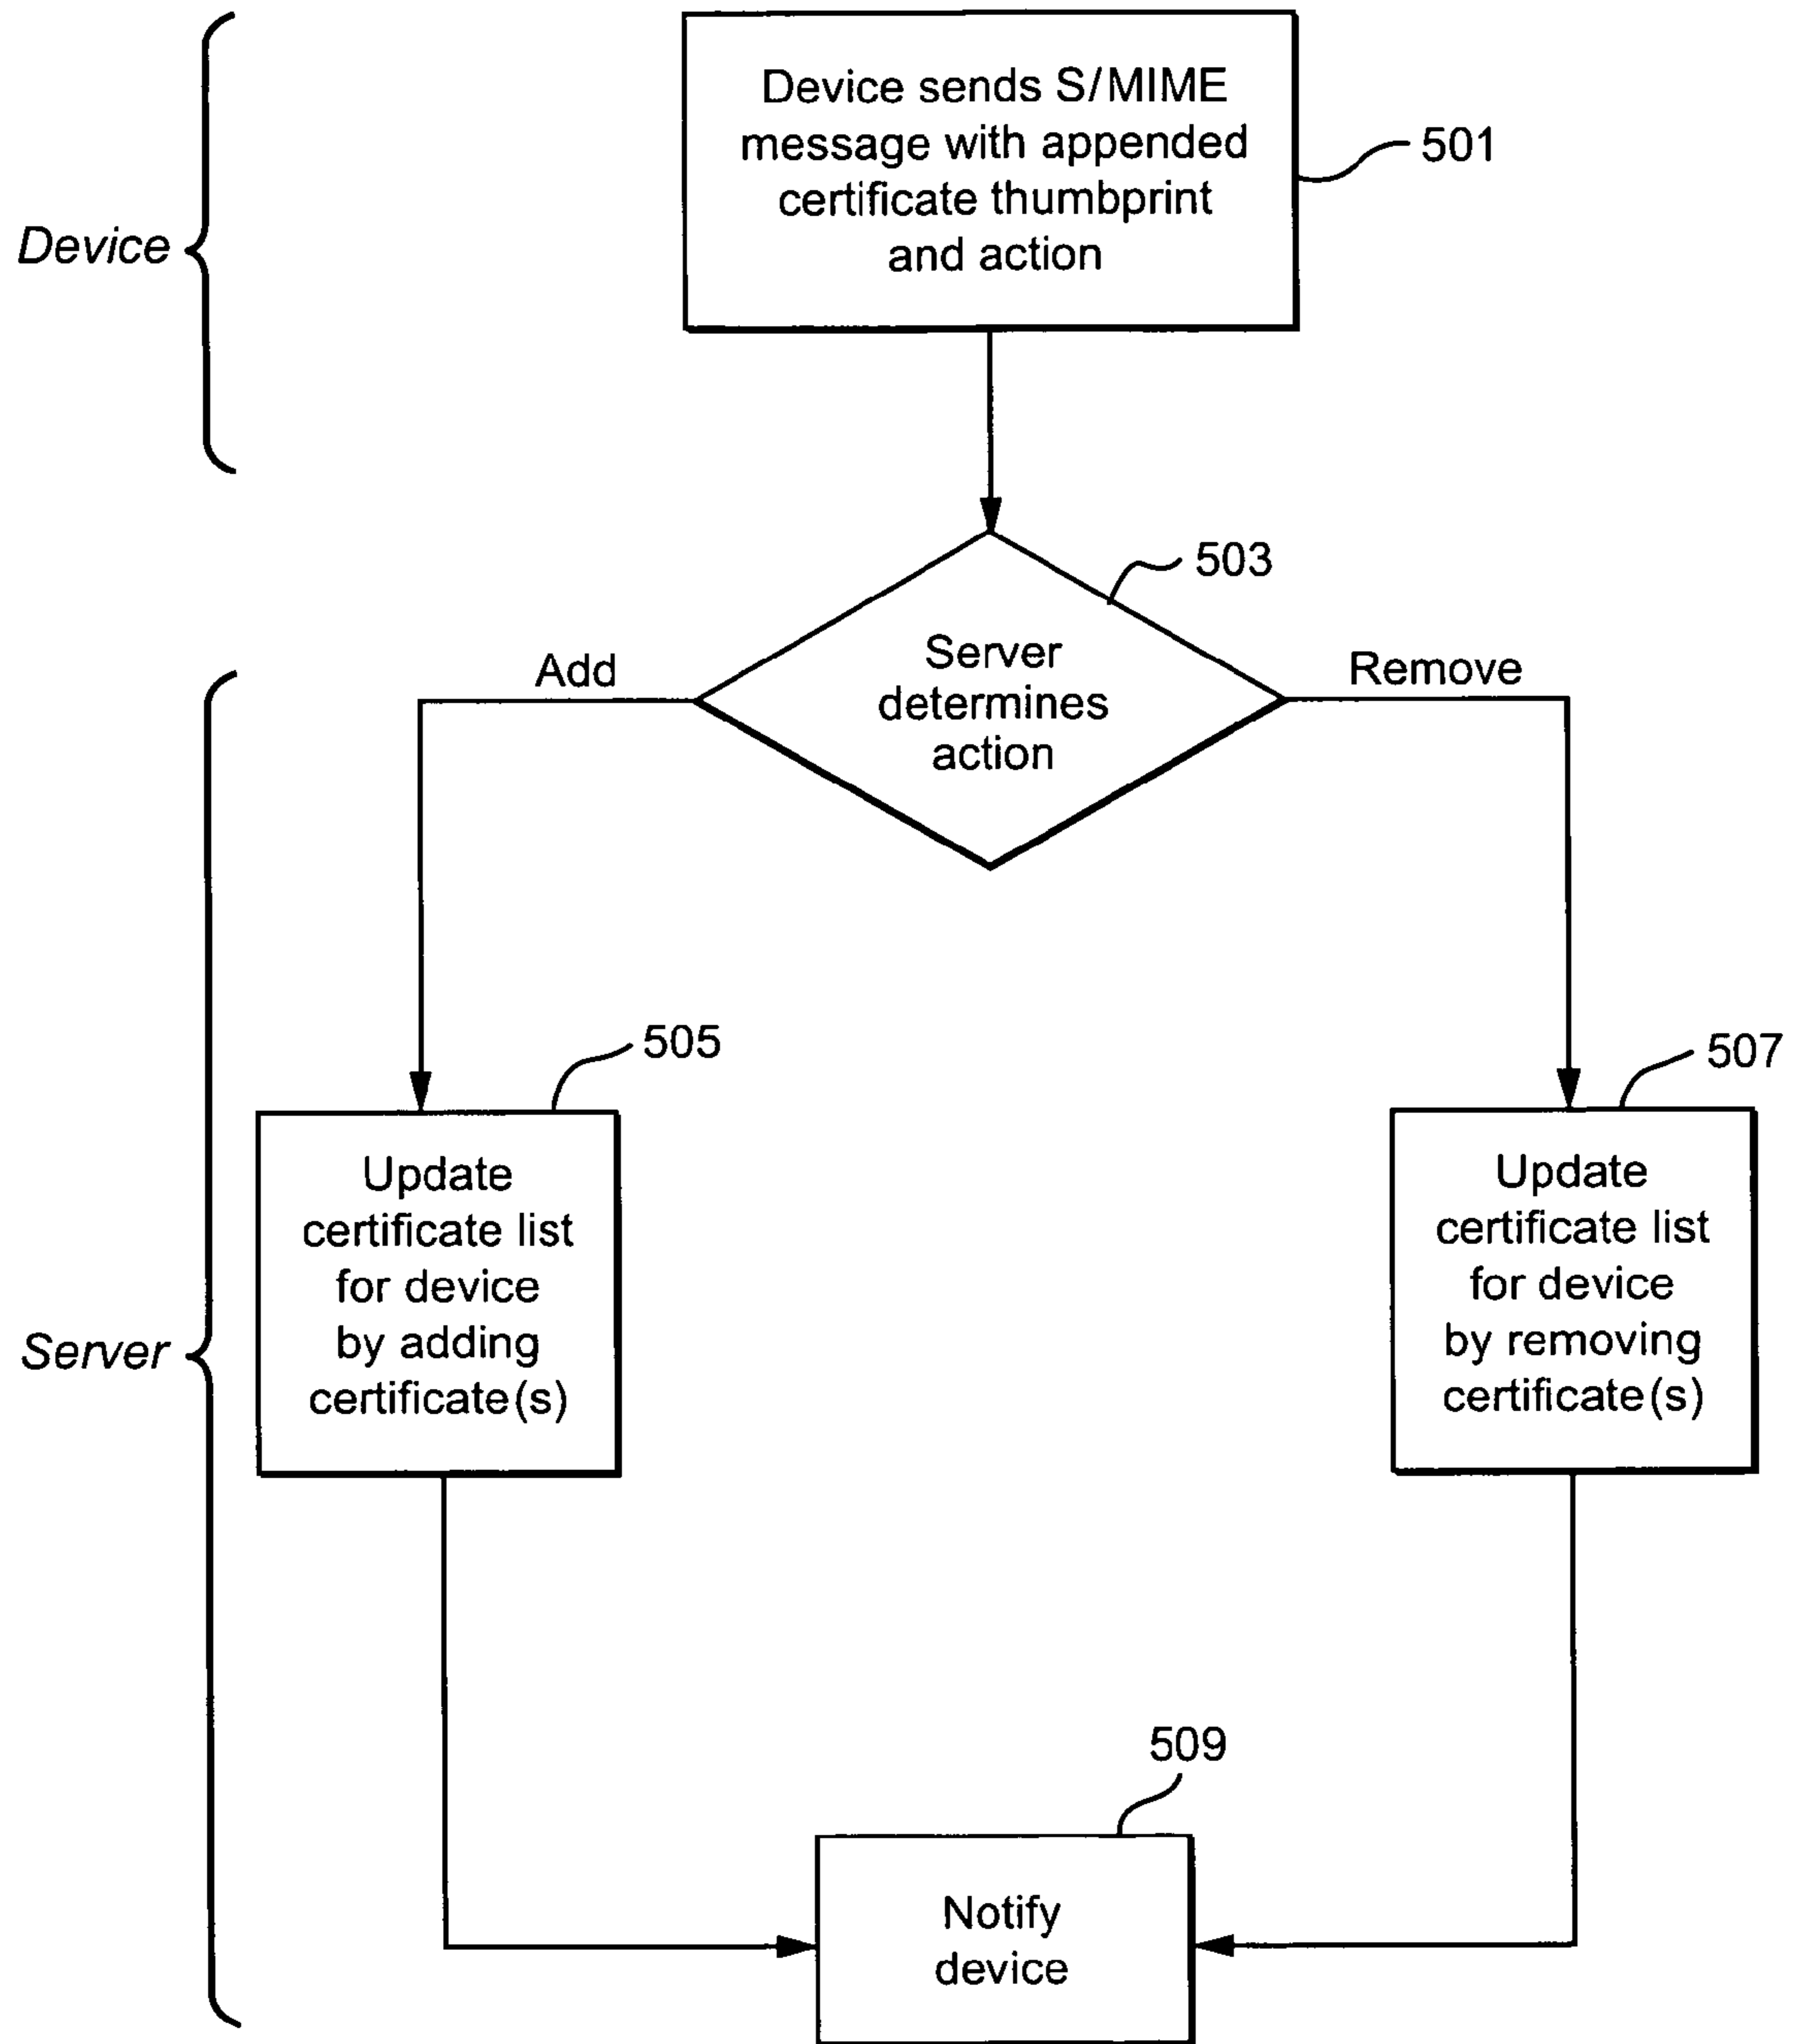 Device sends S/MIME
message with appended
certificate thumbprint
and action
501
Device
503
Server
determines
action
Add
Remove
505
507
Update
certificate list
for device
by adding
certificate(s)
Update
certificate list
for device
by removing
certificate(s)
Server
509
Notify
device